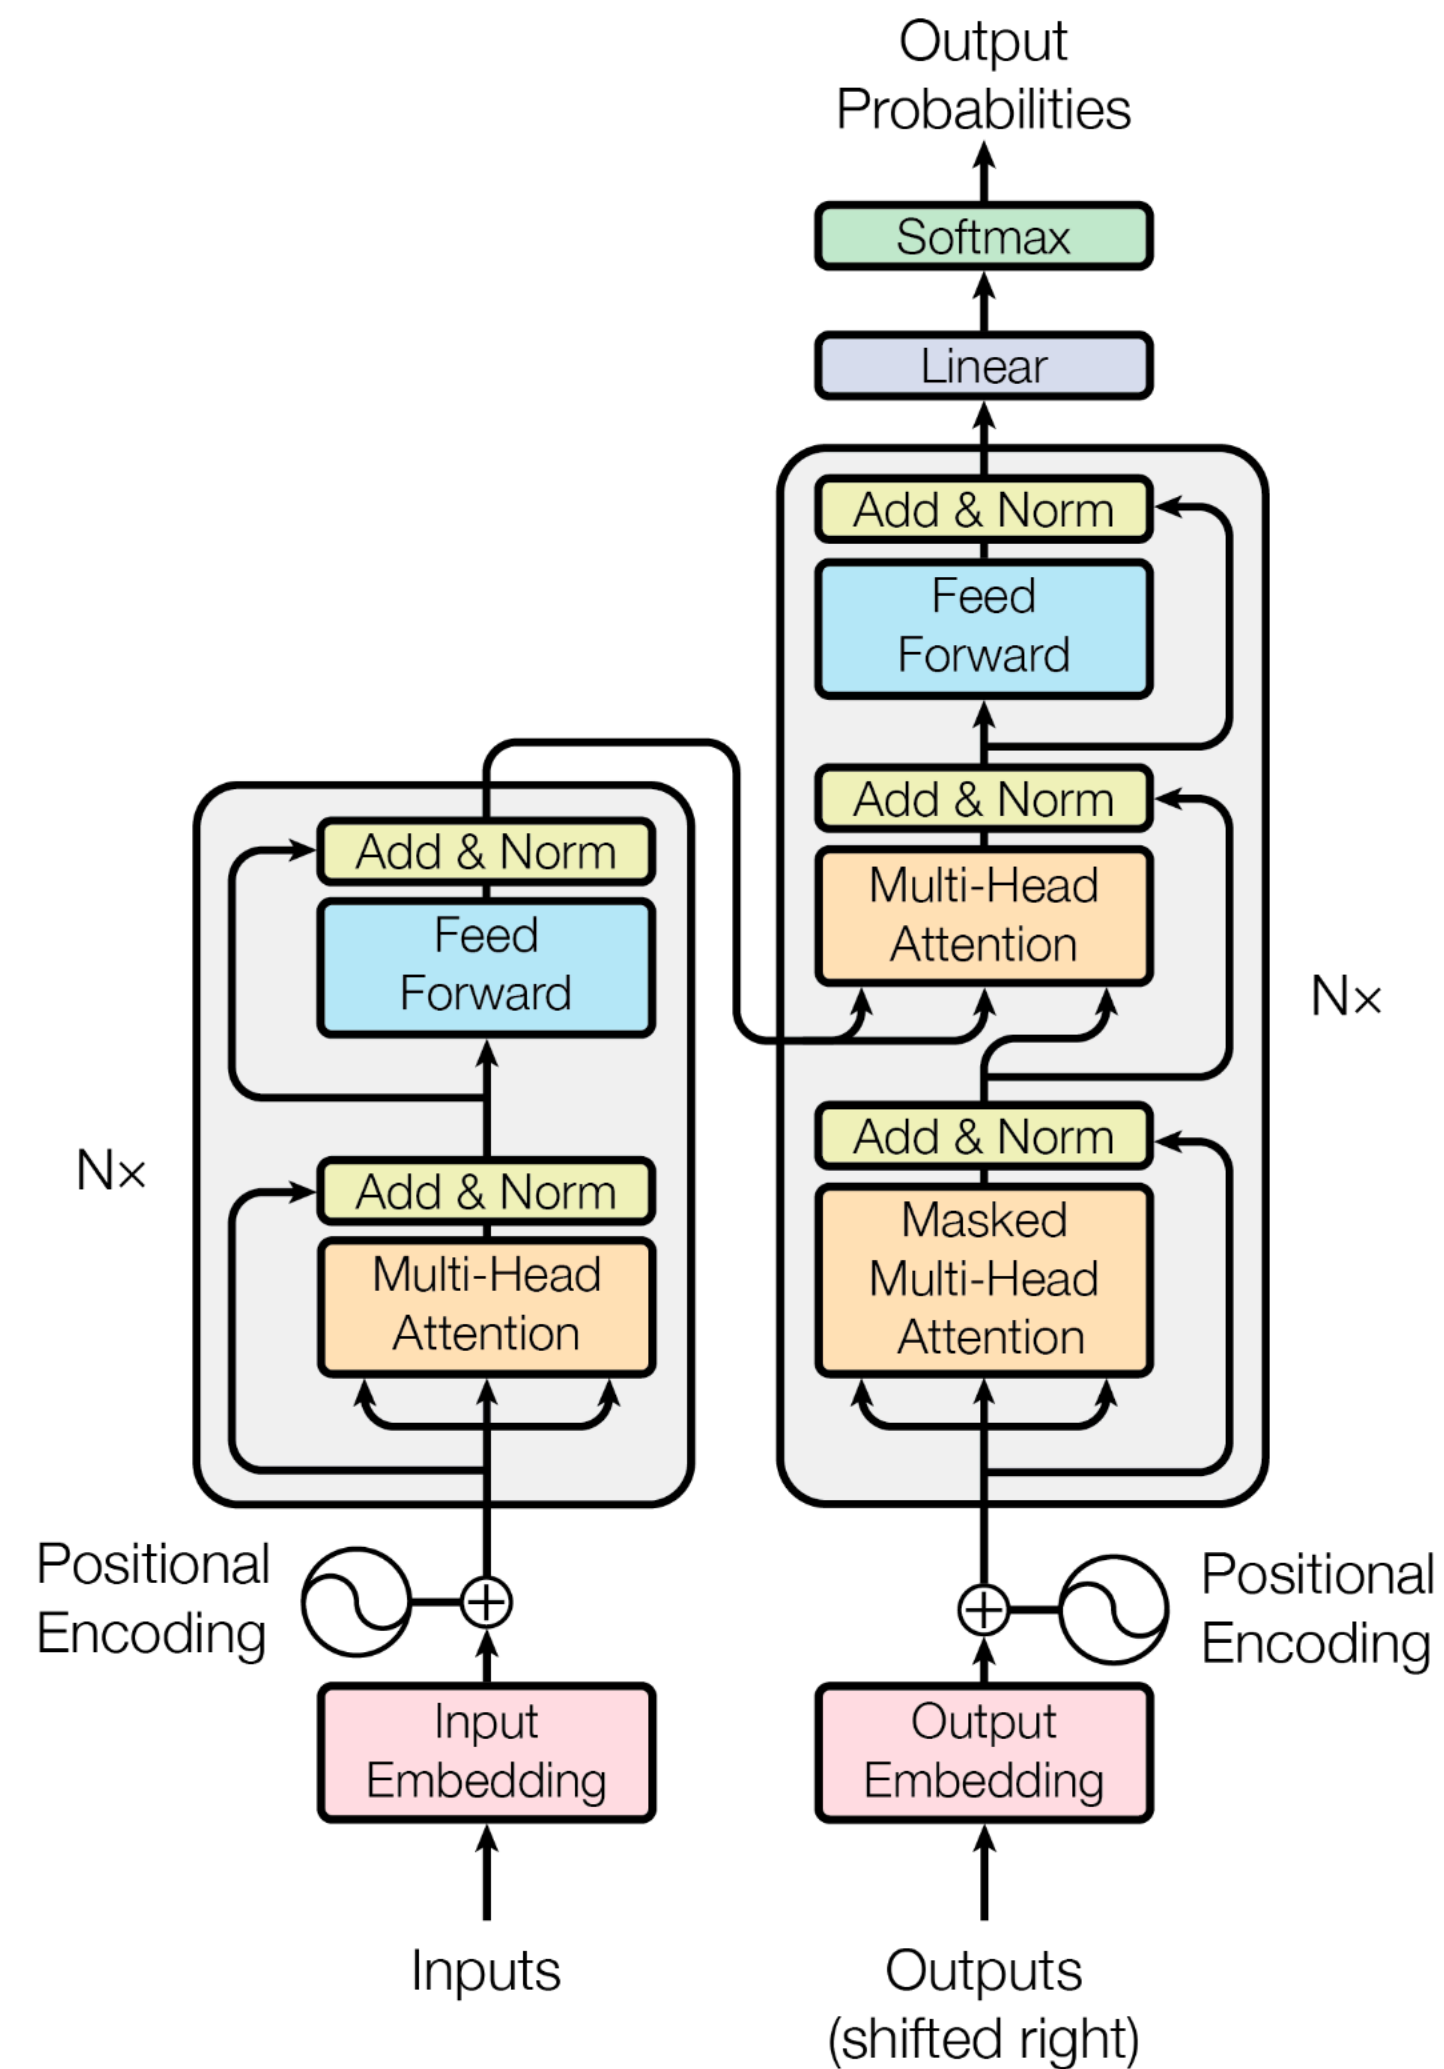 Output
Probabilities
Softmax
Linear
Add & Norm
Feed
Forward
Add & Norm
Multi-Head
Attention
N×
Add & Norm
Masked
Multi-Head
Attention
Positional
Encoding
Output
Embedding
Outputs
(shifted right)
Add & Norm
Feed
Forward
N×
Add & Norm
Multi-Head
Attention
Positional
Encoding
Input
Embedding
Inputs